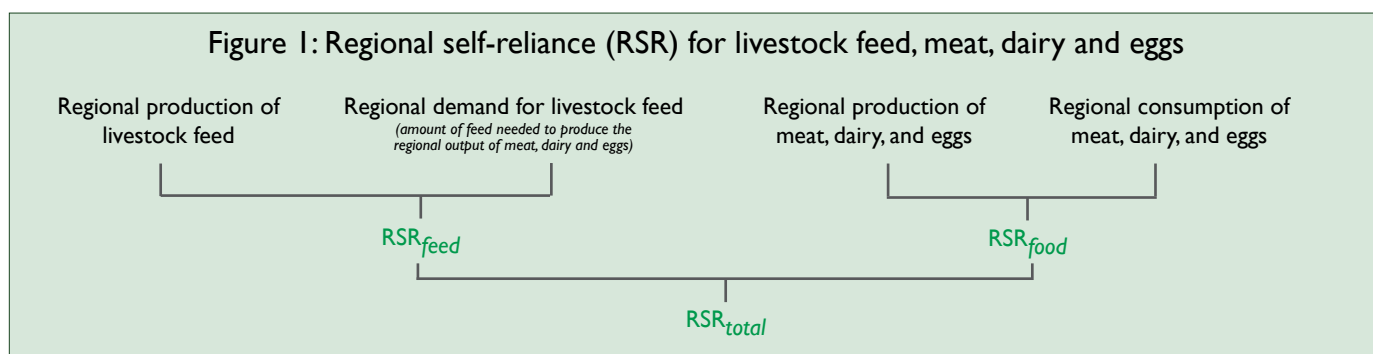 Figure 1: Regional self-reliance (RSR) for livestock feed, meat, dairy and eggs
Regional production of
livestock feed
Regional demand for livestock feed
(amount of feed needed to produce the
regional output of meat, dairy and eggs)
Regional production of
meat, dairy, and eggs
Regional consumption of
meat, dairy, and eggs
RSRfeed
RSRfood
RSRtotal